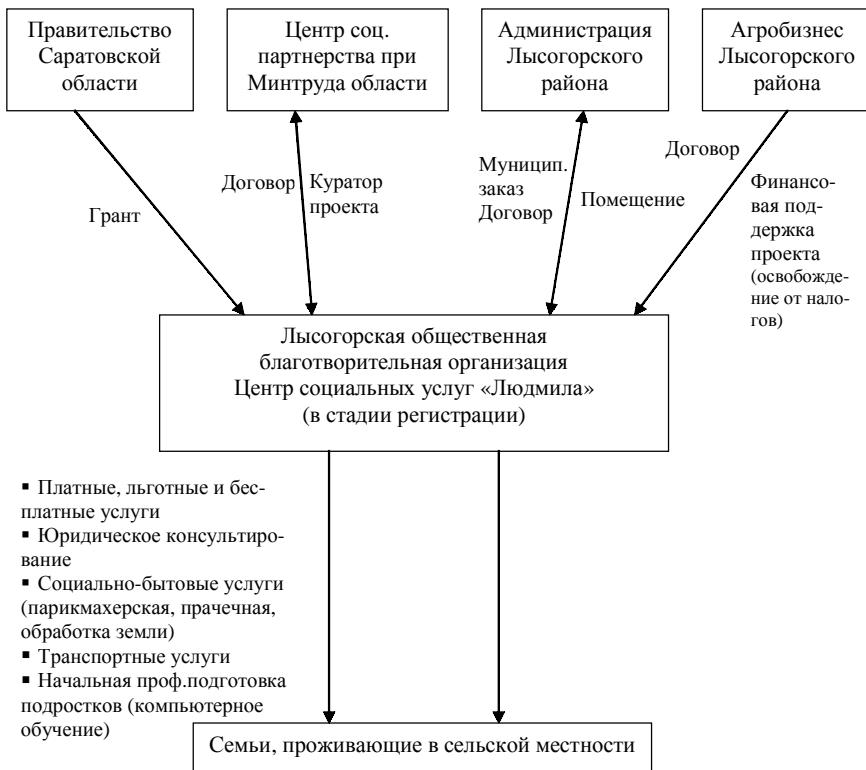 Правительство
Саратовской
области
Центр соц.
партнерства при
Минтруда области
Администрация
Лысогорского
района
Агробизнес
Лысогорского
района
Грант
Договор
Куратор
проекта
Муницип.
заказ
Договор
Помещение
Договор
Финансо-
вая под-
держка
проекта
(освобожде-
ние от нало-
гов)
Лысогорская общественная
благотворительная организация
Центр социальных услуг «Людмила»
(в стадии регистрации)
▪ Платные, льготные и бес-
платные услуги
▪ Юридическое консультиро-
вание
▪ Социально-бытовые услуги
(парикмахерская, прачечная,
обработка земли)
▪ Транспортные услуги
▪ Начальная проф.подготовка
подростков (компьютерное
обучение)
Семьи, проживающие в сельской местности